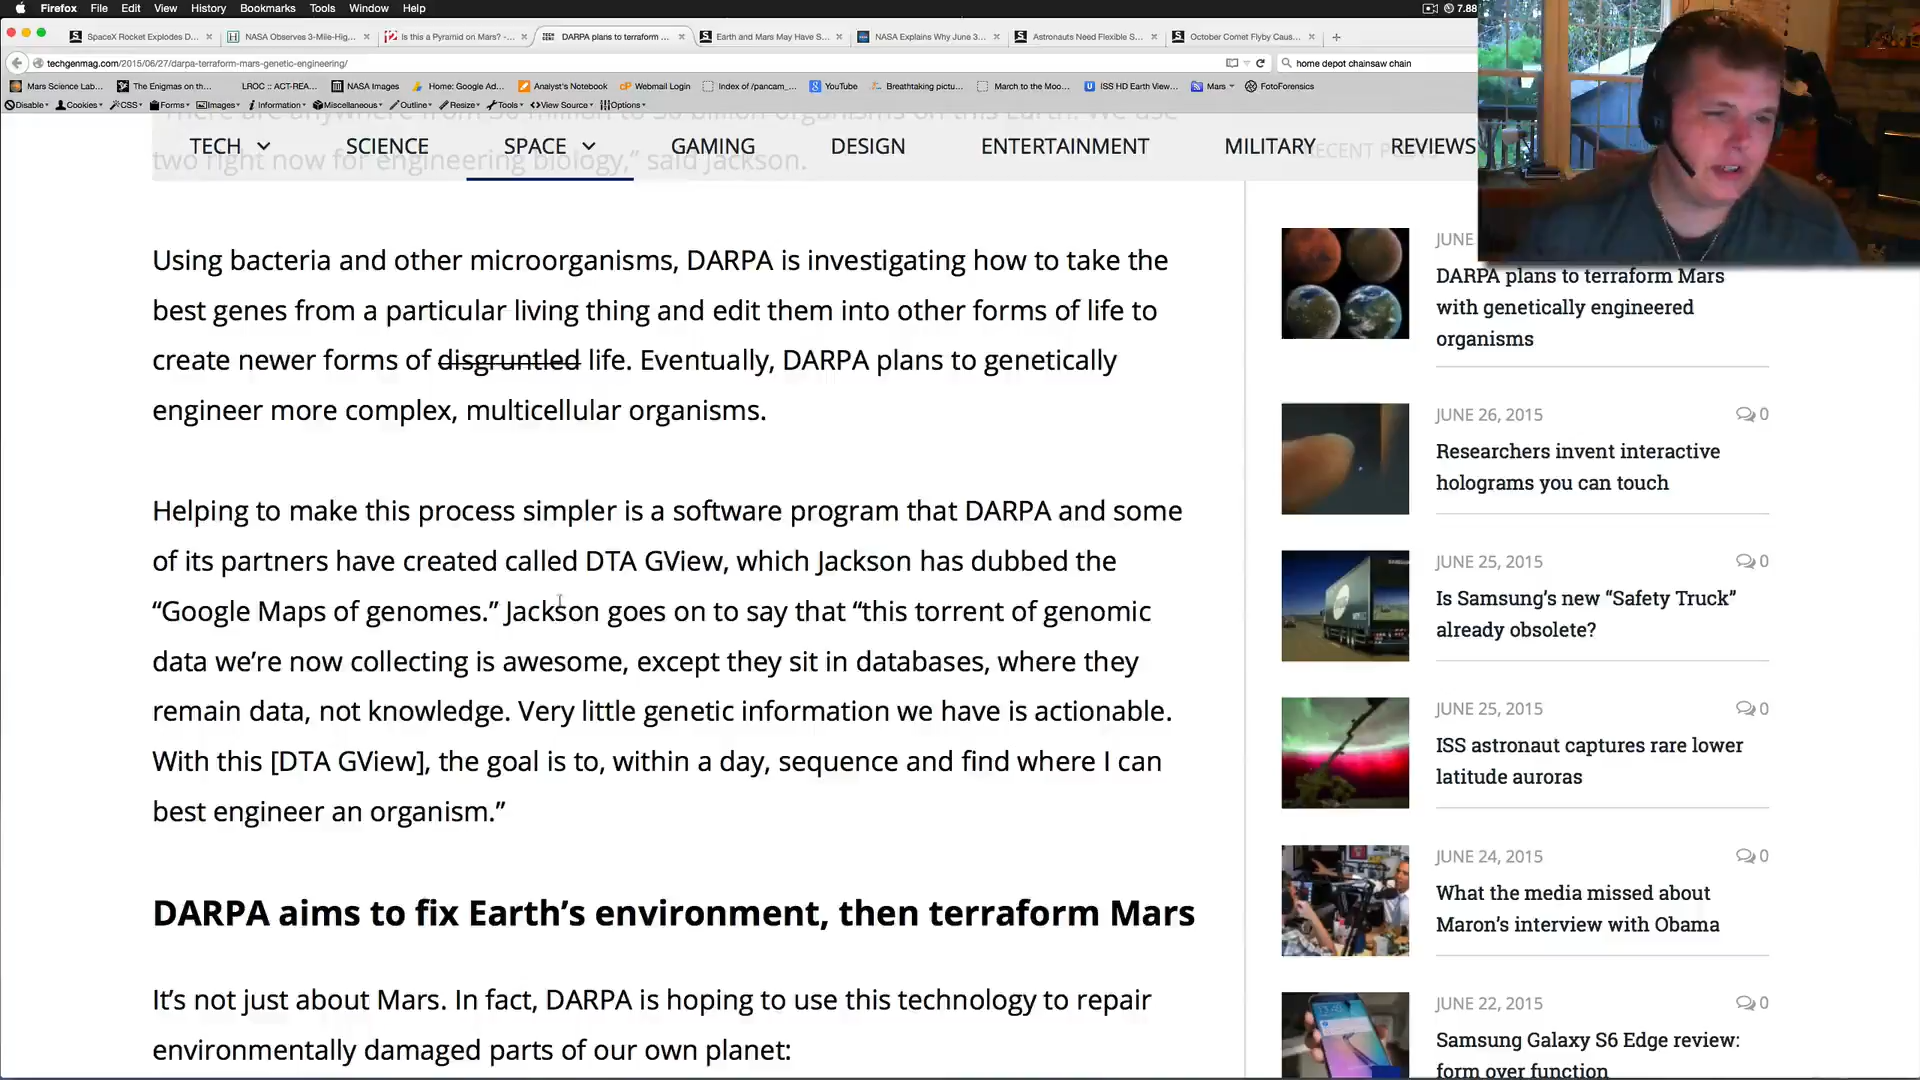 Firefox File Edit View History Bookmarks Tools Window Help 7.88
SpaceX Rocket Explodes D... NASA Observes 3-Mile-Hig... Is this a Pyramid on Mars? -... DARPA plans to terraform ... Earth and Mars May Have S... NASA Explains Why June 3... Astronauts Need Flexible S... October Comet Flyby Caus...
techgenmag.com/2015/06/27/darpa-terraform-mars-genetic-engineering/ home depot chainsaw chain
Mars Science Lab... The Enigmas on th... LROC :: ACT-REA... NASA Images Home: Google Ad... Analyst's Notebook Webmail Login Index of /pancam_... YouTube Breathtaking pictu... March to the Moo... ISS HD Earth View... Mars FotoForensics
Disable Cookies CSS Forms Images Information Miscellaneous Outline Resize Tools View Source Options
TECH SCIENCE SPACE GAMING DESIGN ENTERTAINMENT MILITARY REVIEWS
two right now for engineering biology," said Jackson.
Using bacteria and other microorganisms, DARPA is investigating how to take the
best genes from a particular living thing and edit them into other forms of life to
create newer forms of disgruntled life. Eventually, DARPA plans to genetically
engineer more complex, multicellular organisms.
Helping to make this process simpler is a software program that DARPA and some
of its partners have created called DTA GView, which Jackson has dubbed the
“Google Maps of genomes.” Jackson goes on to say that “this torrent of genomic
data we’re now collecting is awesome, except they sit in databases, where they
remain data, not knowledge. Very little genetic information we have is actionable.
With this [DTA GView], the goal is to, within a day, sequence and find where I can
best engineer an organism.”
DARPA aims to fix Earth’s environment, then terraform Mars
It’s not just about Mars. In fact, DARPA is hoping to use this technology to repair
environmentally damaged parts of our own planet:
JUNE
DARPA plans to terraform Mars
with genetically engineered
organisms
JUNE 26, 2015 0
Researchers invent interactive
holograms you can touch
JUNE 25, 2015 0
Is Samsung’s new “Safety Truck”
already obsolete?
JUNE 25, 2015 0
ISS astronaut captures rare lower
latitude auroras
JUNE 24, 2015 0
What the media missed about
Maron’s interview with Obama
JUNE 22, 2015 0
Samsung Galaxy S6 Edge review:
form over function